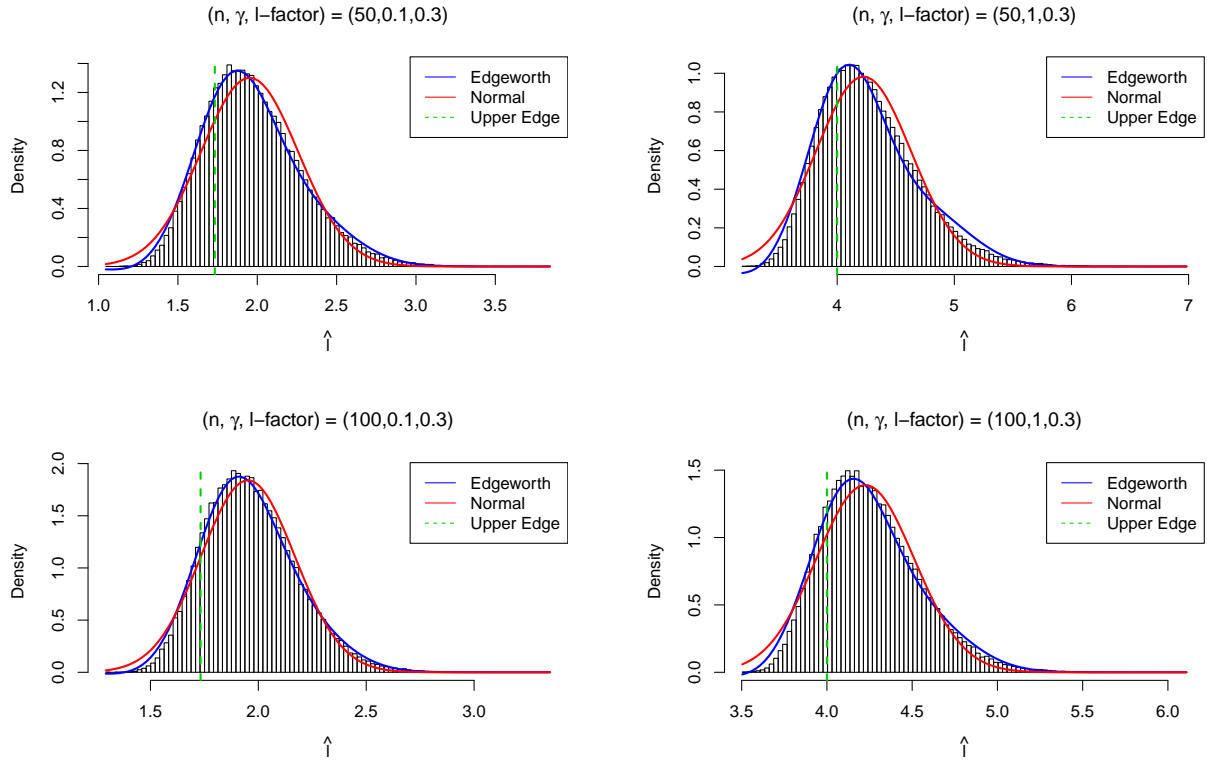 (n, γ, l−factor) = (50,0.1,0.3)
Density
0.0 0.4 0.8 1.2
Edgeworth
Normal
Upper Edge
1.0 1.5 2.0 2.5 3.0 3.5
l̂
(n, γ, l−factor) = (50,1,0.3)
Density
0.0 0.2 0.4 0.6 0.8 1.0
Edgeworth
Normal
Upper Edge
4 5 6 7
l̂
(n, γ, l−factor) = (100,0.1,0.3)
Density
0.0 0.5 1.0 1.5 2.0
Edgeworth
Normal
Upper Edge
1.5 2.0 2.5 3.0
l̂
(n, γ, l−factor) = (100,1,0.3)
Density
0.0 0.5 1.0 1.5
Edgeworth
Normal
Upper Edge
3.5 4.0 4.5 5.0 5.5 6.0
l̂